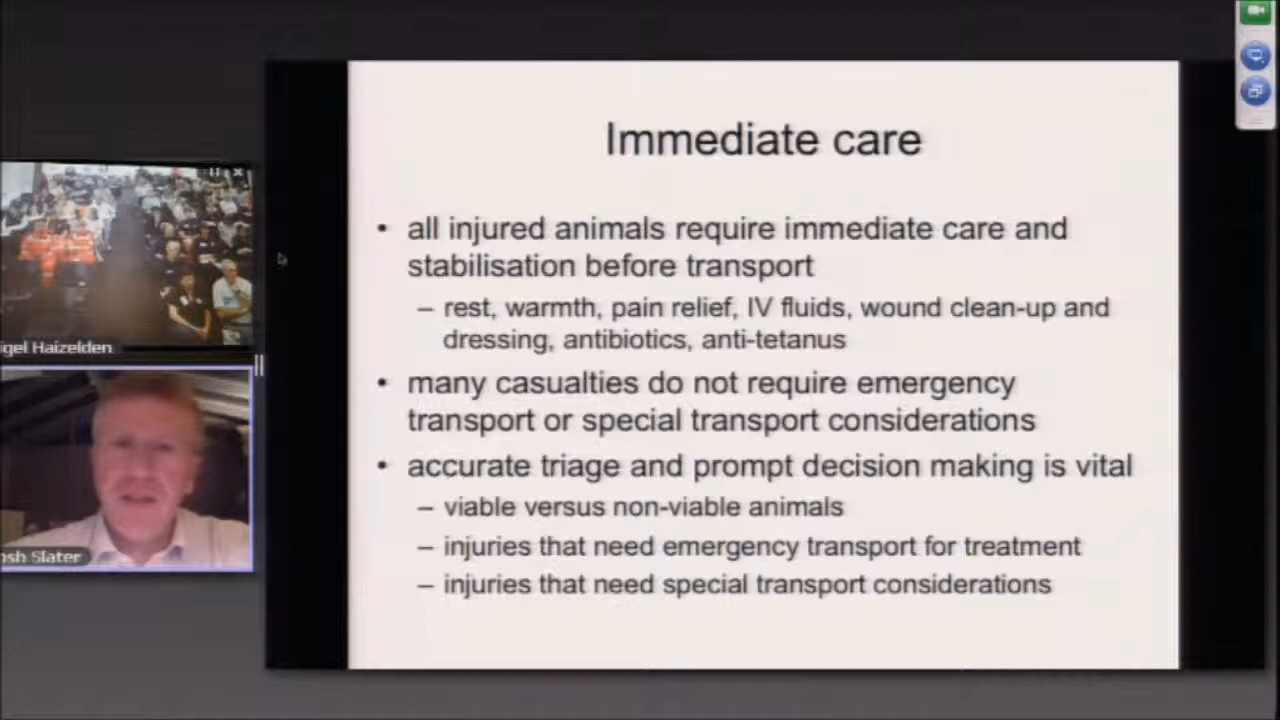 Immediate care
• all injured animals require immediate care and
stabilisation before transport
– rest, warmth, pain relief, IV fluids, wound clean-up and
dressing, antibiotics, anti-tetanus
• many casualties do not require emergency
transport or special transport considerations
• accurate triage and prompt decision making is vital
– viable versus non-viable animals
– injuries that need emergency transport for treatment
– injuries that need special transport considerations
igel Haizelden
osh Slater